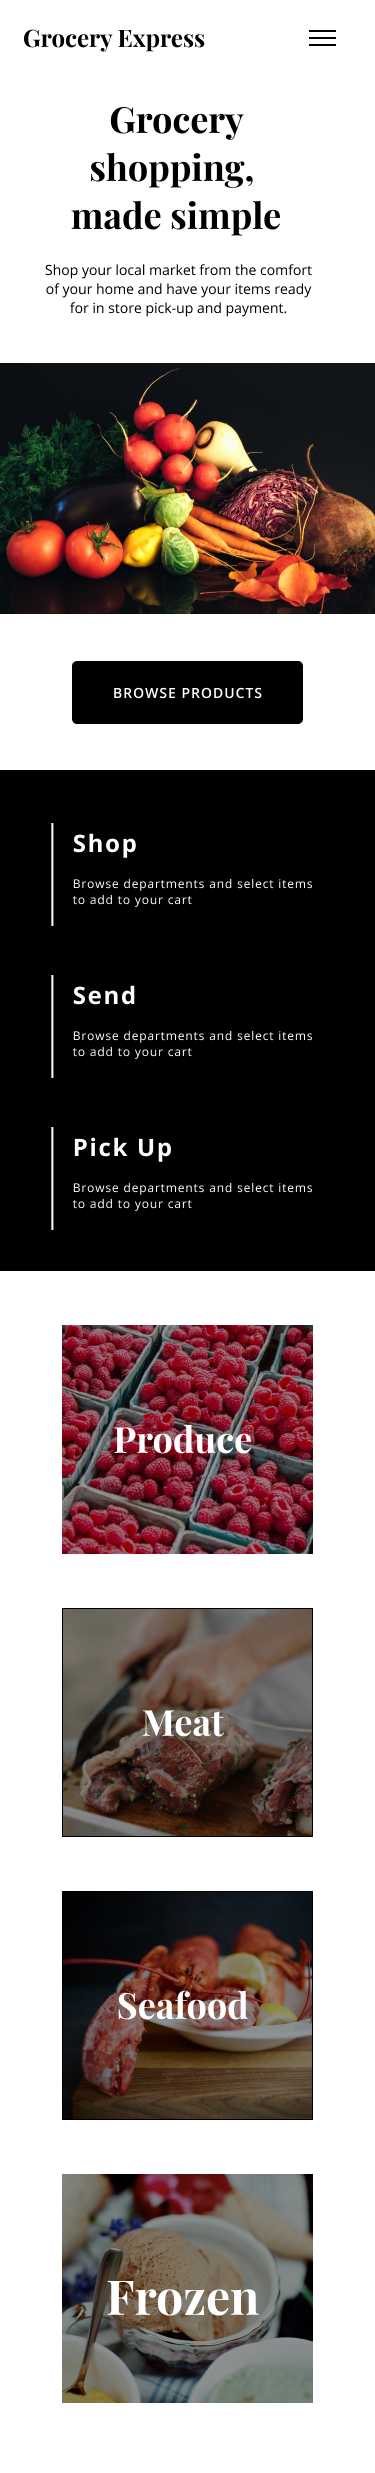 Grocery Express
Grocery
shopping,
made simple
Shop your local market from the comfort
of your home and have your items ready
for in store pick-up and payment.
BROWSE PRODUCTS
Shop
Browse departments and select items
to add to your cart
Send
Browse departments and select items
to add to your cart
Pick Up
Browse departments and select items
to add to your cart
Produce
Meat
Seafood
Frozen